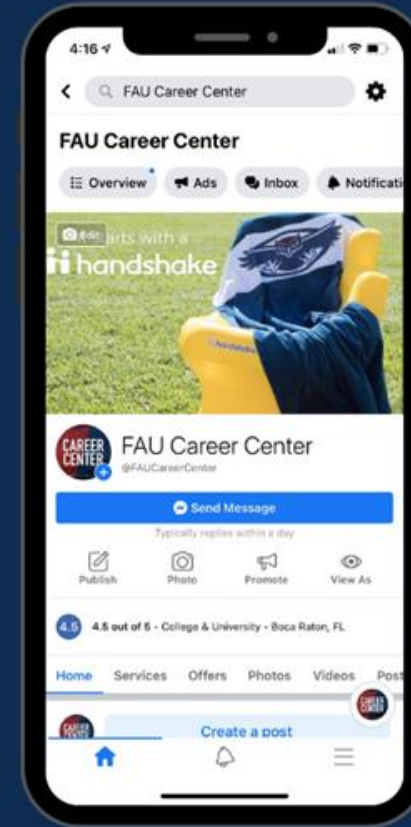 4:16
FAU Career Center
FAU Career Center
Overview Ads Inbox Notificati
Edit arts with a
handshake
handshake
CAREER CENTER
FAU Career Center
@FAUCareerCenter
Send Message
Typically replies within a day
Publish Photo Promote View As
4.5 4.5 out of 5 · College & University · Boca Raton, FL
Home Services Offers Photos Videos Post
Create a post